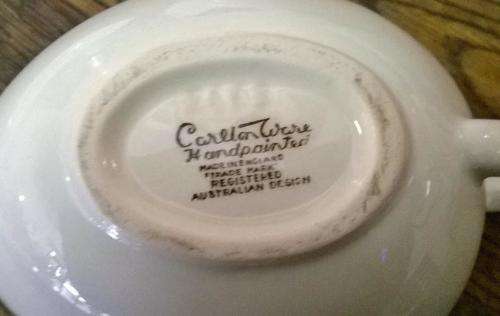 Carlton Ware
Handpainted
MADE IN ENGLAND
"TRADE MARK"
REGISTERED
AUSTRALIAN DESIGN